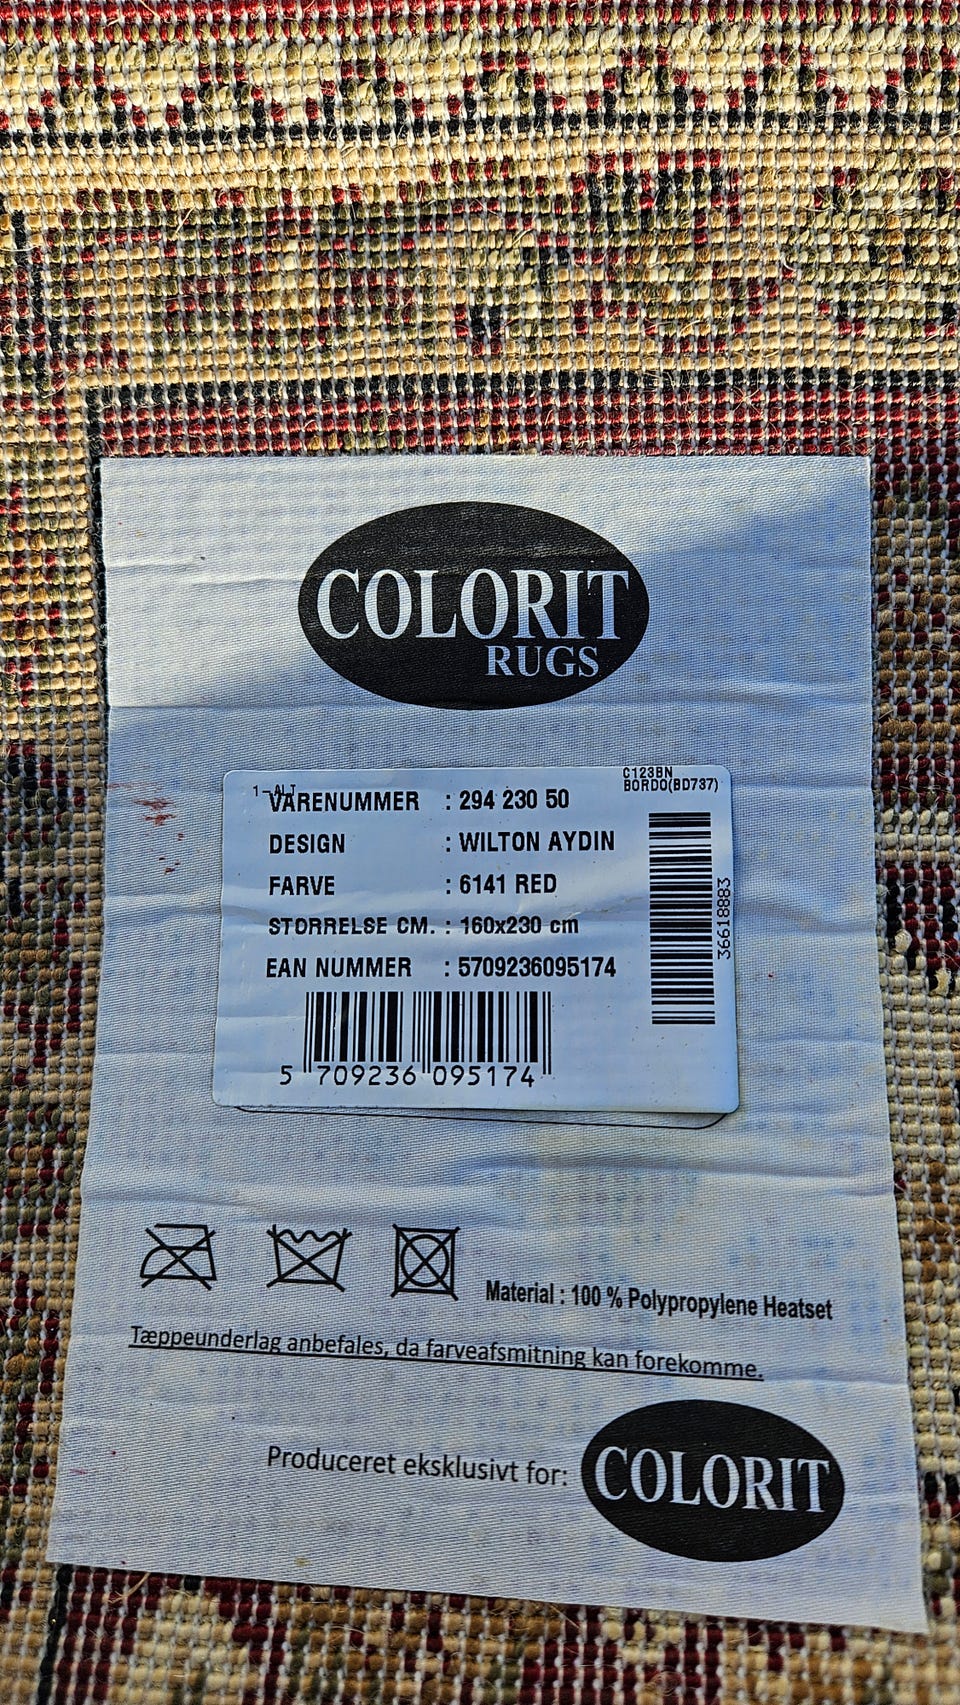 COLORIT
RUGS
C123BN
BORDO(BD737)
1-ALT
VARENUMMER : 294 230 50
DESIGN : WILTON AYDIN
FARVE : 6141 RED
STORRELSE CM. : 160x230 cm
EAN NUMMER : 5709236095174
36618883
5 709236 095174
Material : 100 % Polypropylene Heatset
Tæppeunderlag anbefales, da farveafsmitning kan forekomme.
Produceret eksklusivt for:
COLORIT